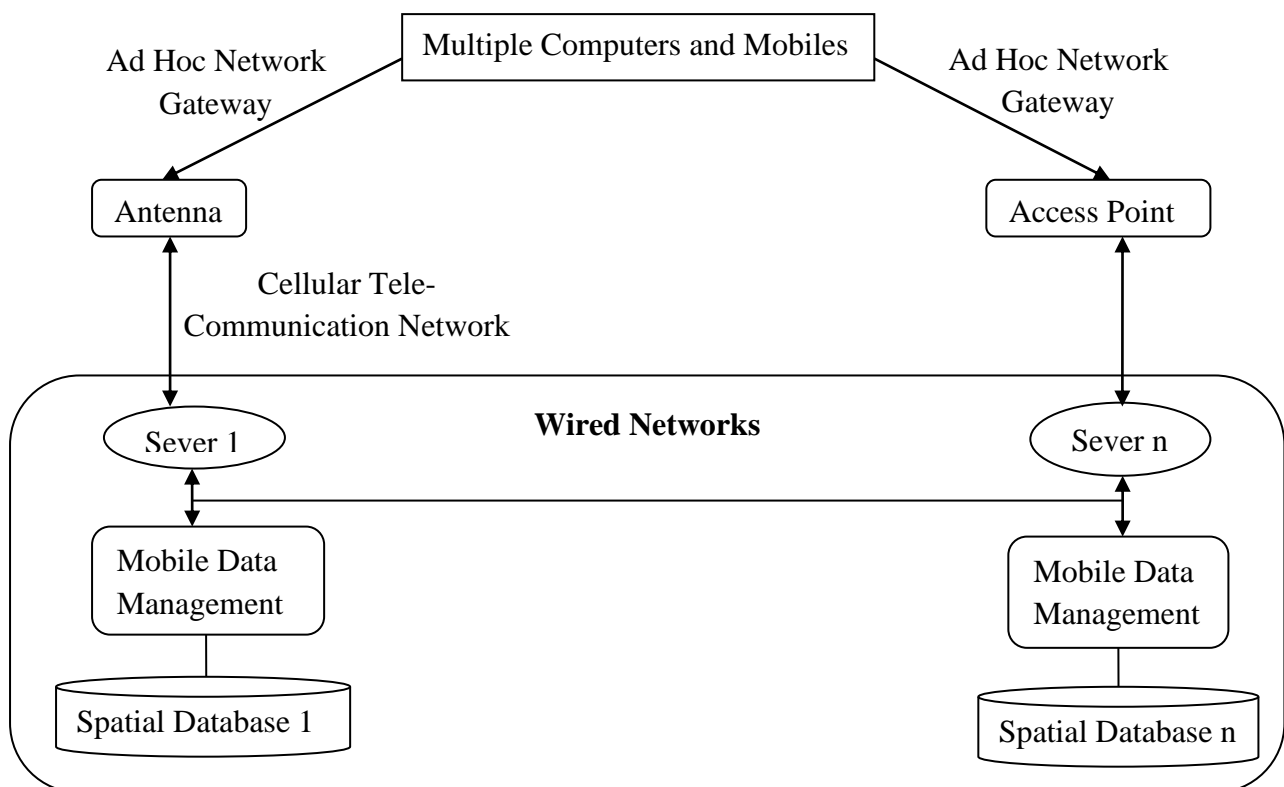 Multiple Computers and Mobiles
Ad Hoc Network
Gateway
Ad Hoc Network
Gateway
Antenna
Access Point
Cellular Tele-
Communication Network
Wired Networks
Sever 1
Sever n
Mobile Data
Management
Mobile Data
Management
Spatial Database 1
Spatial Database n